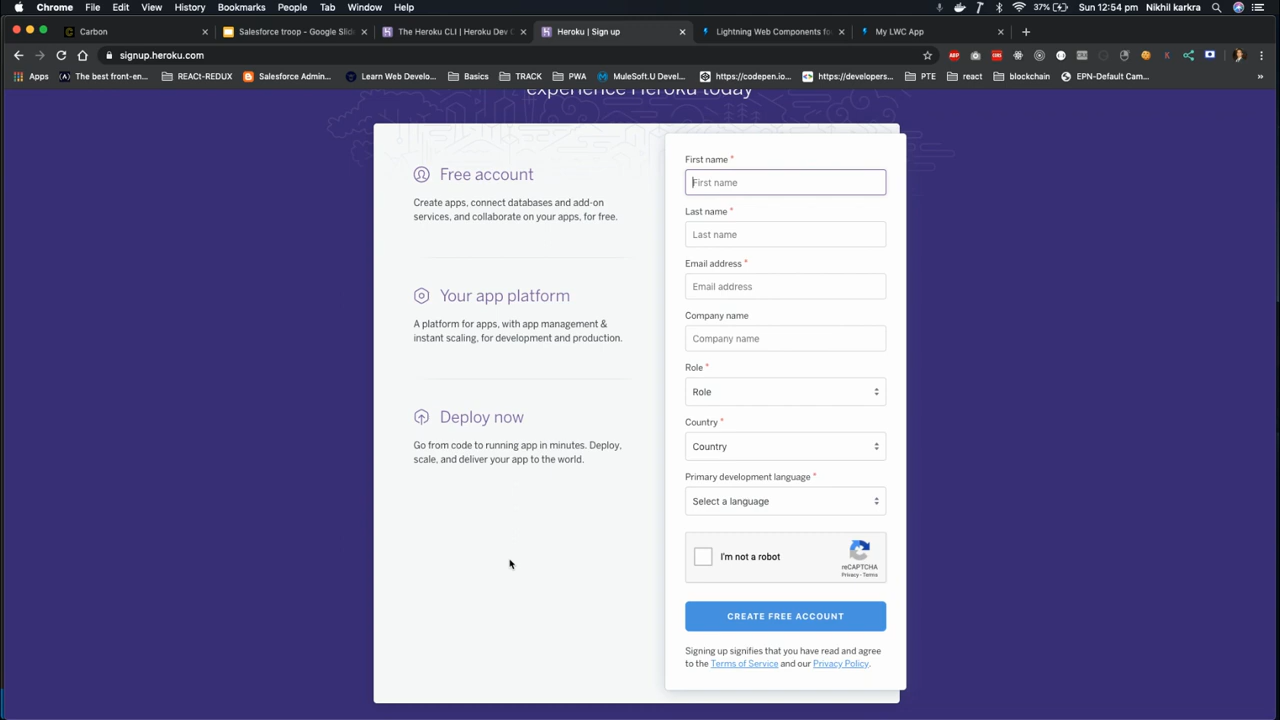 Chrome File Edit View History Bookmarks People Tab Window Help 37% Sun 12:54 pm Nikhil karkra
Carbon Salesforce troop - Google Slid The Heroku CLI | Heroku Dev C Heroku | Sign up Lightning Web Components fo My LWC App
signup.heroku.com
Apps The best front-en... REACt-REDUX Salesforce Admin... Learn Web Develo... Basics TRACK PWA MuleSoft.U Devel... https://codepen.io... https://developers... PTE react blockchain EPN-Default Cam... »
experience Heroku today
Free account
Create apps, connect databases and add-on
services, and collaborate on your apps, for free.
Your app platform
A platform for apps, with app management &
instant scaling, for development and production.
Deploy now
Go from code to running app in minutes. Deploy,
scale, and deliver your app to the world.
First name *
First name
Last name *
Last name
Email address *
Email address
Company name
Company name
Role *
Role
Country *
Country
Primary development language *
Select a language
I'm not a robot
reCAPTCHA
Privacy - Terms
CREATE FREE ACCOUNT
Signing up signifies that you have read and agree
to the Terms of Service and our Privacy Policy.